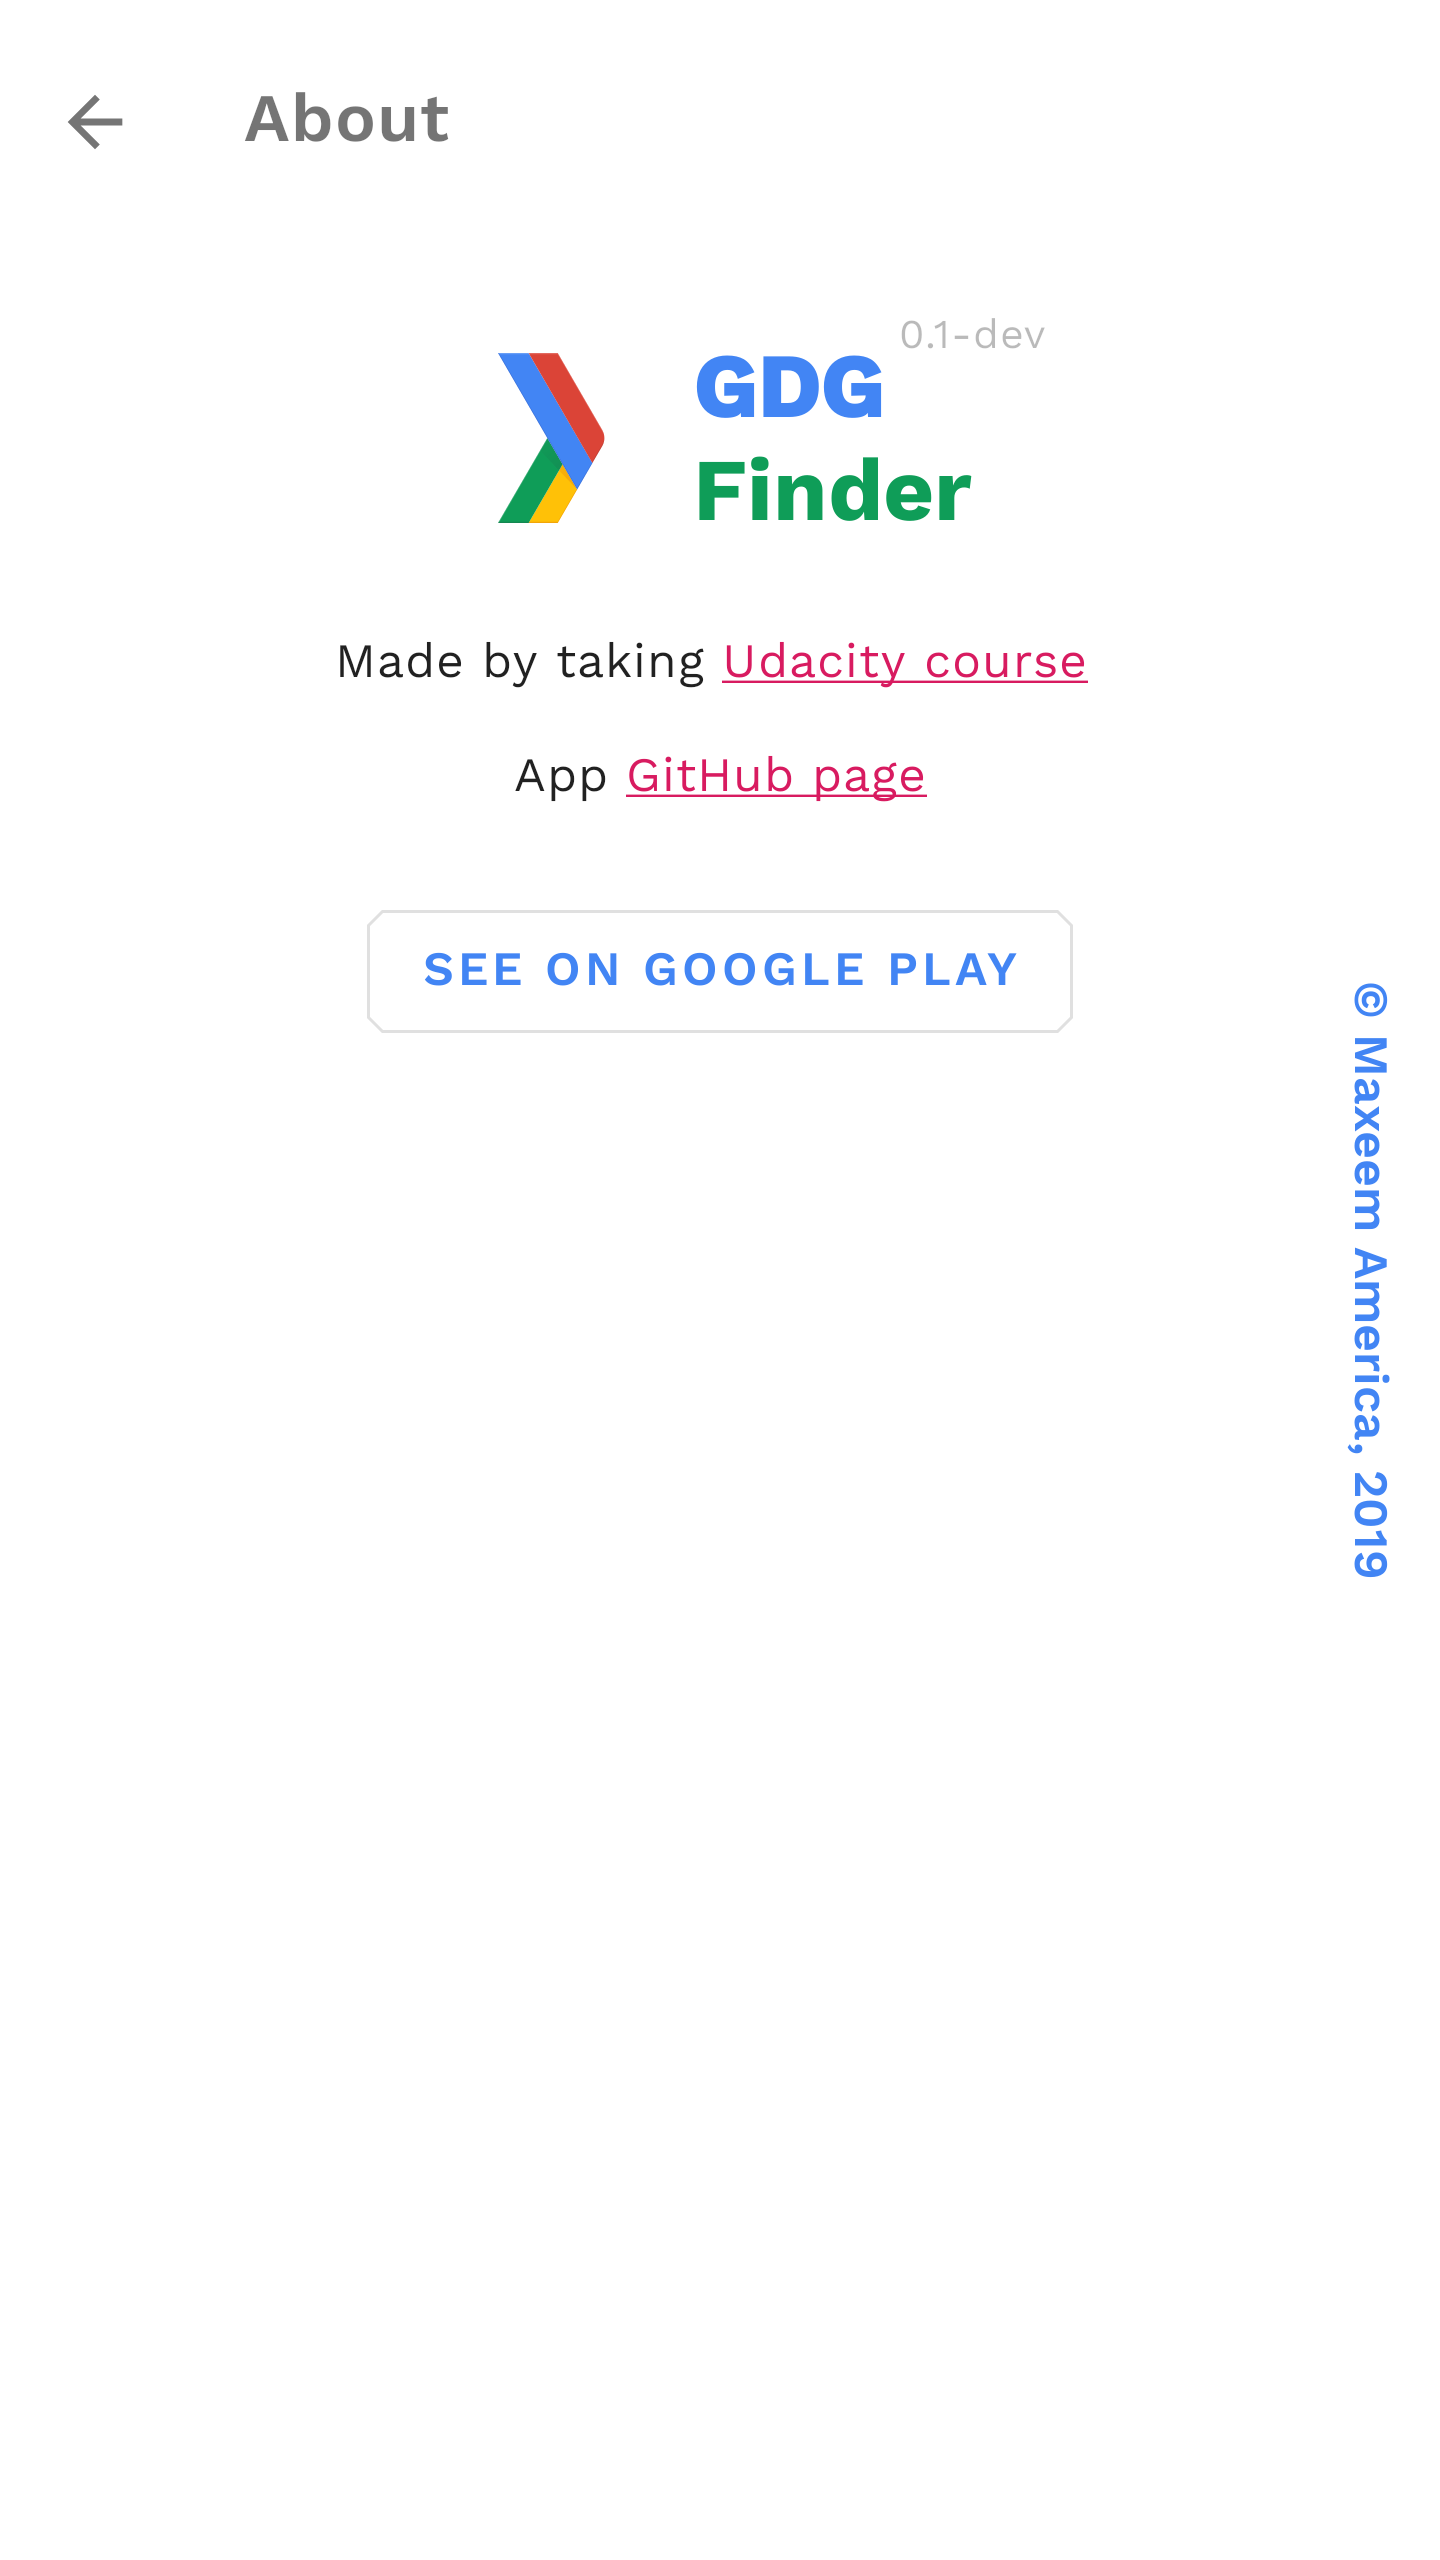 About
0.1-dev
GDG
Finder
Made by taking Udacity course
App GitHub page
SEE ON GOOGLE PLAY
© Maxeem America, 2019